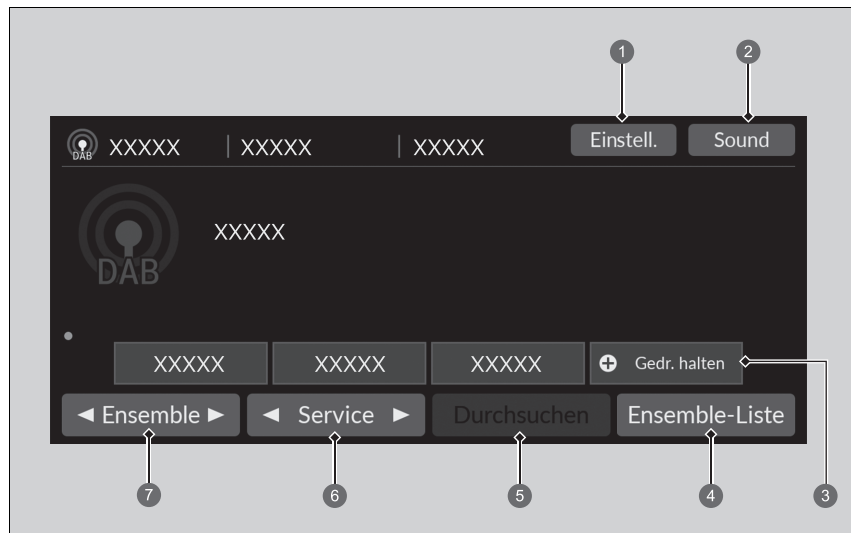 1 2
DAB XXXXX | XXXXX | XXXXX Einstell. Sound
DAB XXXXX
XXXXX XXXXX XXXXX Gedr. halten
Ensemble Service Durchsuchen Ensemble-Liste
7 6 5 4 3